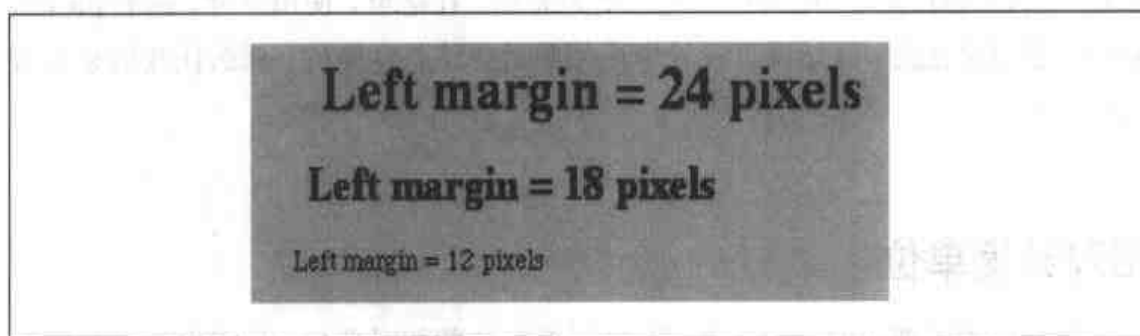 Left margin = 24 pixels
Left margin = 18 pixels
Left margin = 12 pixels